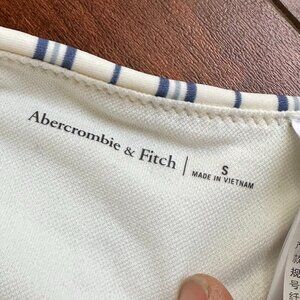 Abercrombie & Fitch | S
MADE IN VIETNAM